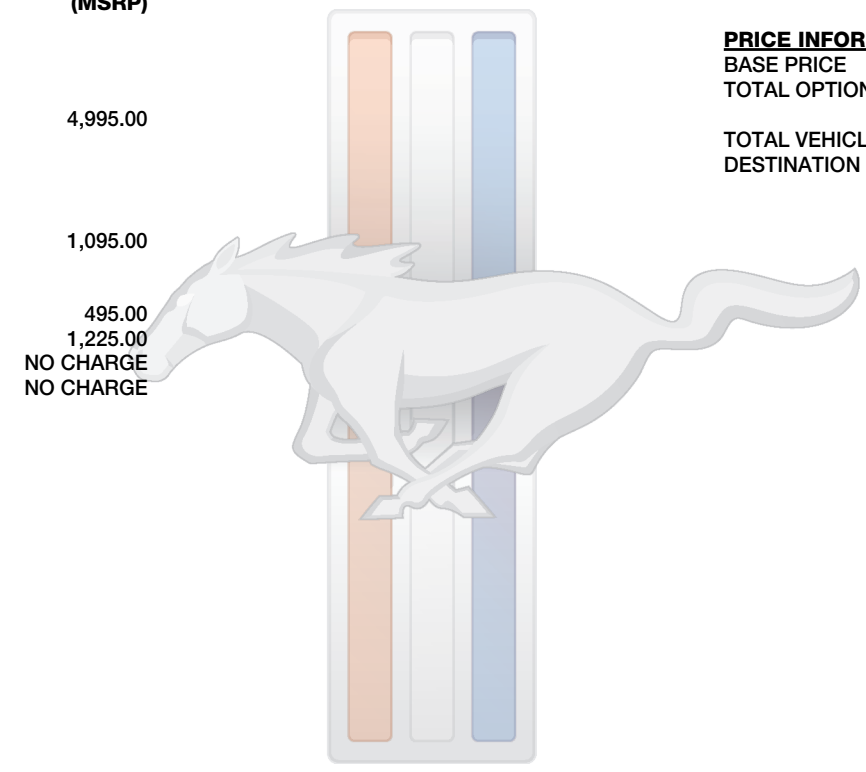 (MSRP)
4,995.00
1,095.00
495.00
1,225.00
NO CHARGE
NO CHARGE
PRICE INFOR
BASE PRICE
TOTAL OPTION
TOTAL VEHICL
DESTINATION